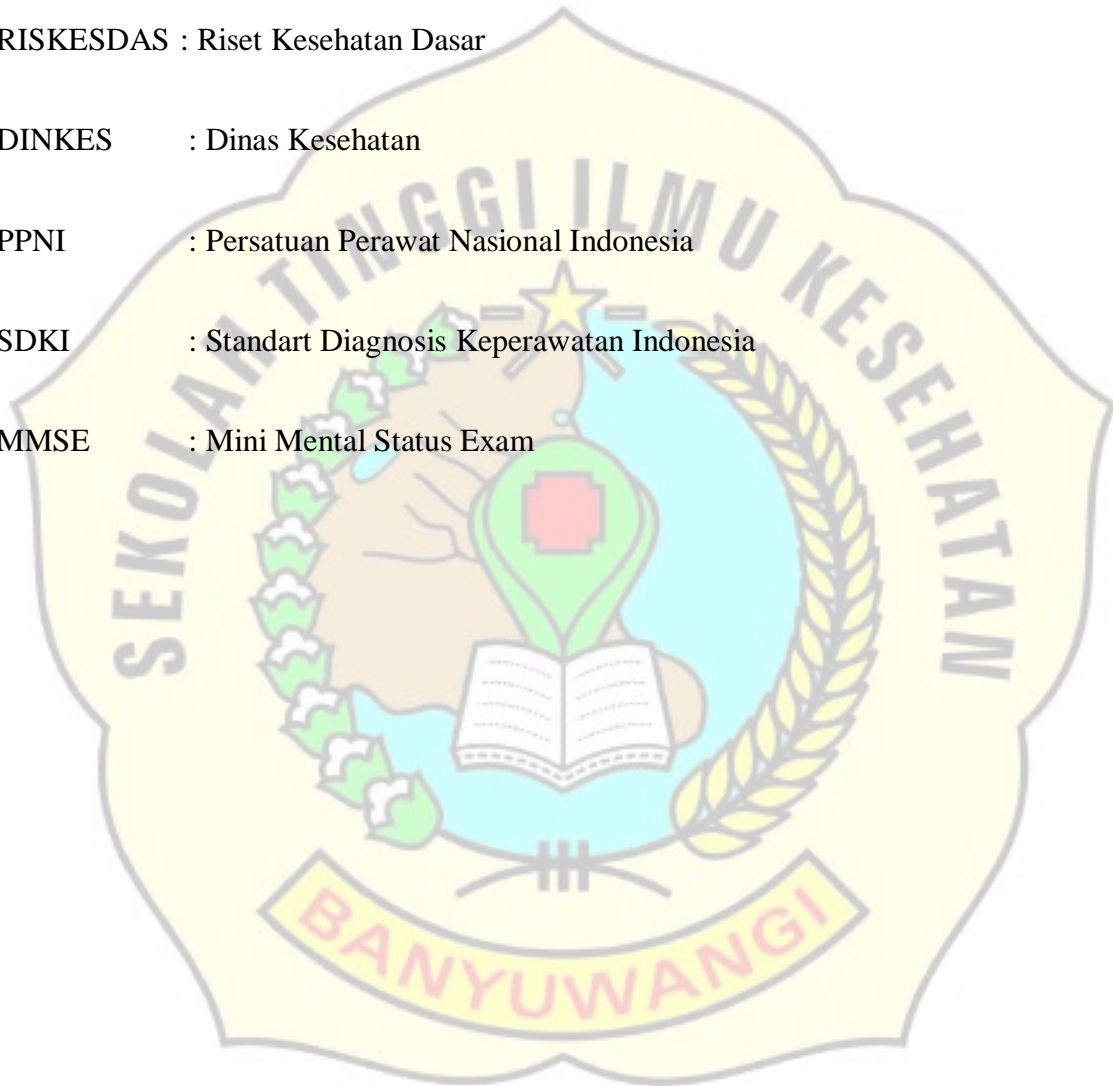 RISKESDAS : Riset Kesehatan Dasar
DINKES : Dinas Kesehatan
PPNI : Persatuan Perawat Nasional Indonesia
SDKI : Standart Diagnosis Keperawatan Indonesia
MMSE : Mini Mental Status Exam
SEKOLAH TINGGI ILMU KESEHATAN
BANYUWANGI